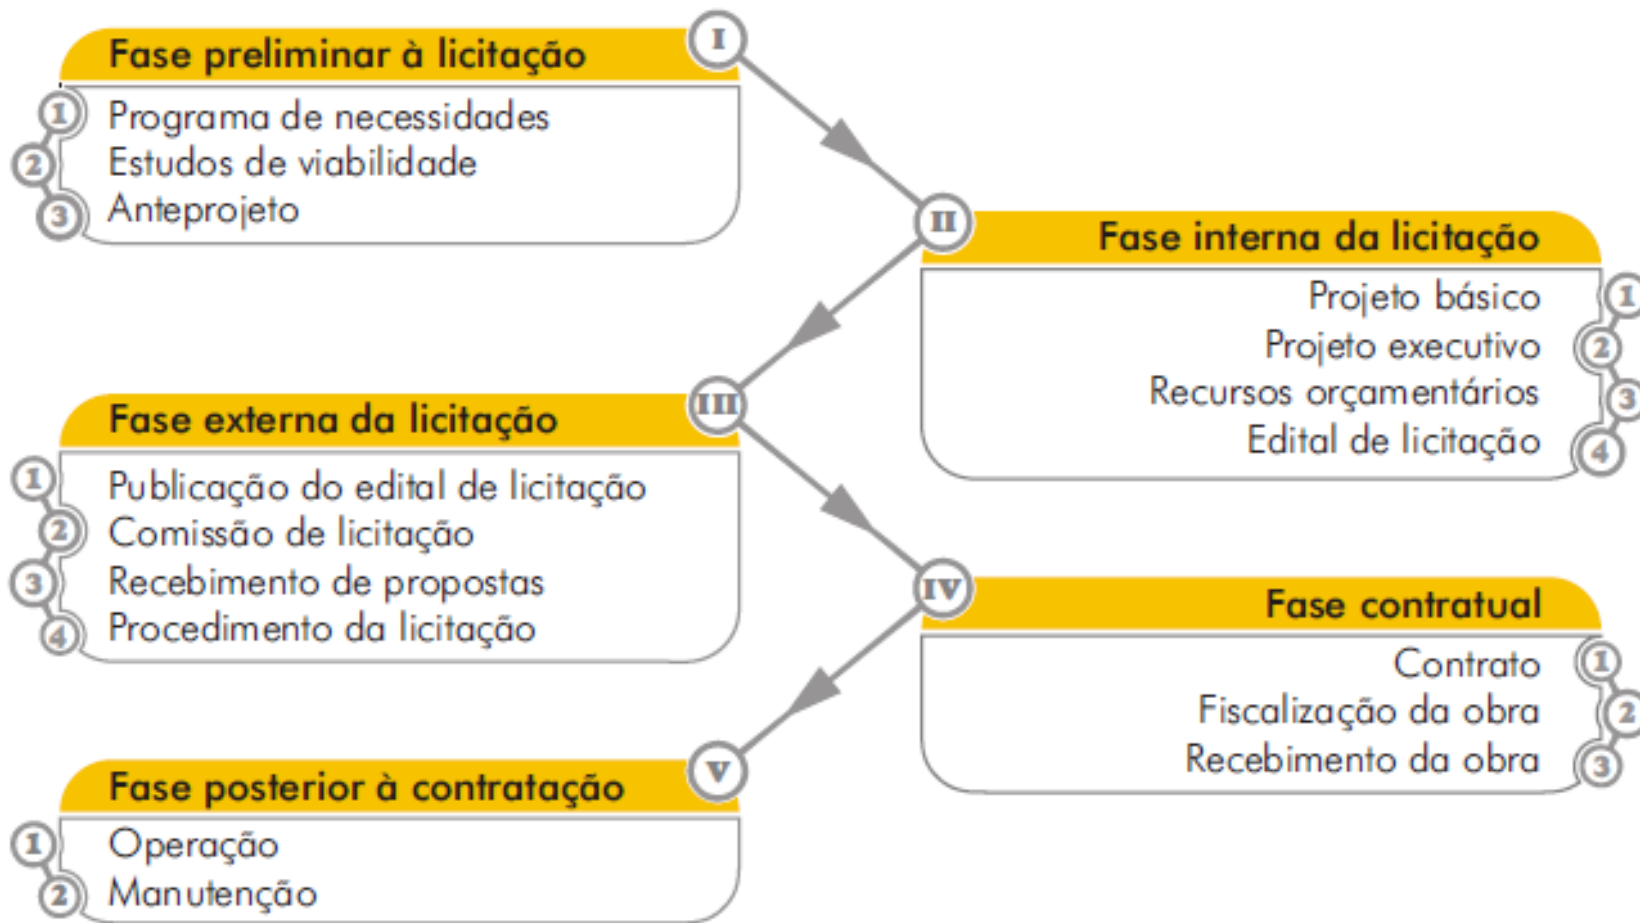 Fase preliminar à licitação I
1 Programa de necessidades
2 Estudos de viabilidade
3 Anteprojeto
II Fase interna da licitação
Projeto básico 1
Projeto executivo 2
Recursos orçamentários 3
Edital de licitação 4
Fase externa da licitação III
1 Publicação do edital de licitação
2 Comissão de licitação
3 Recebimento de propostas
4 Procedimento da licitação
IV Fase contratual
Contrato 1
Fiscalização da obra 2
Recebimento da obra 3
Fase posterior à contratação V
1 Operação
2 Manutenção